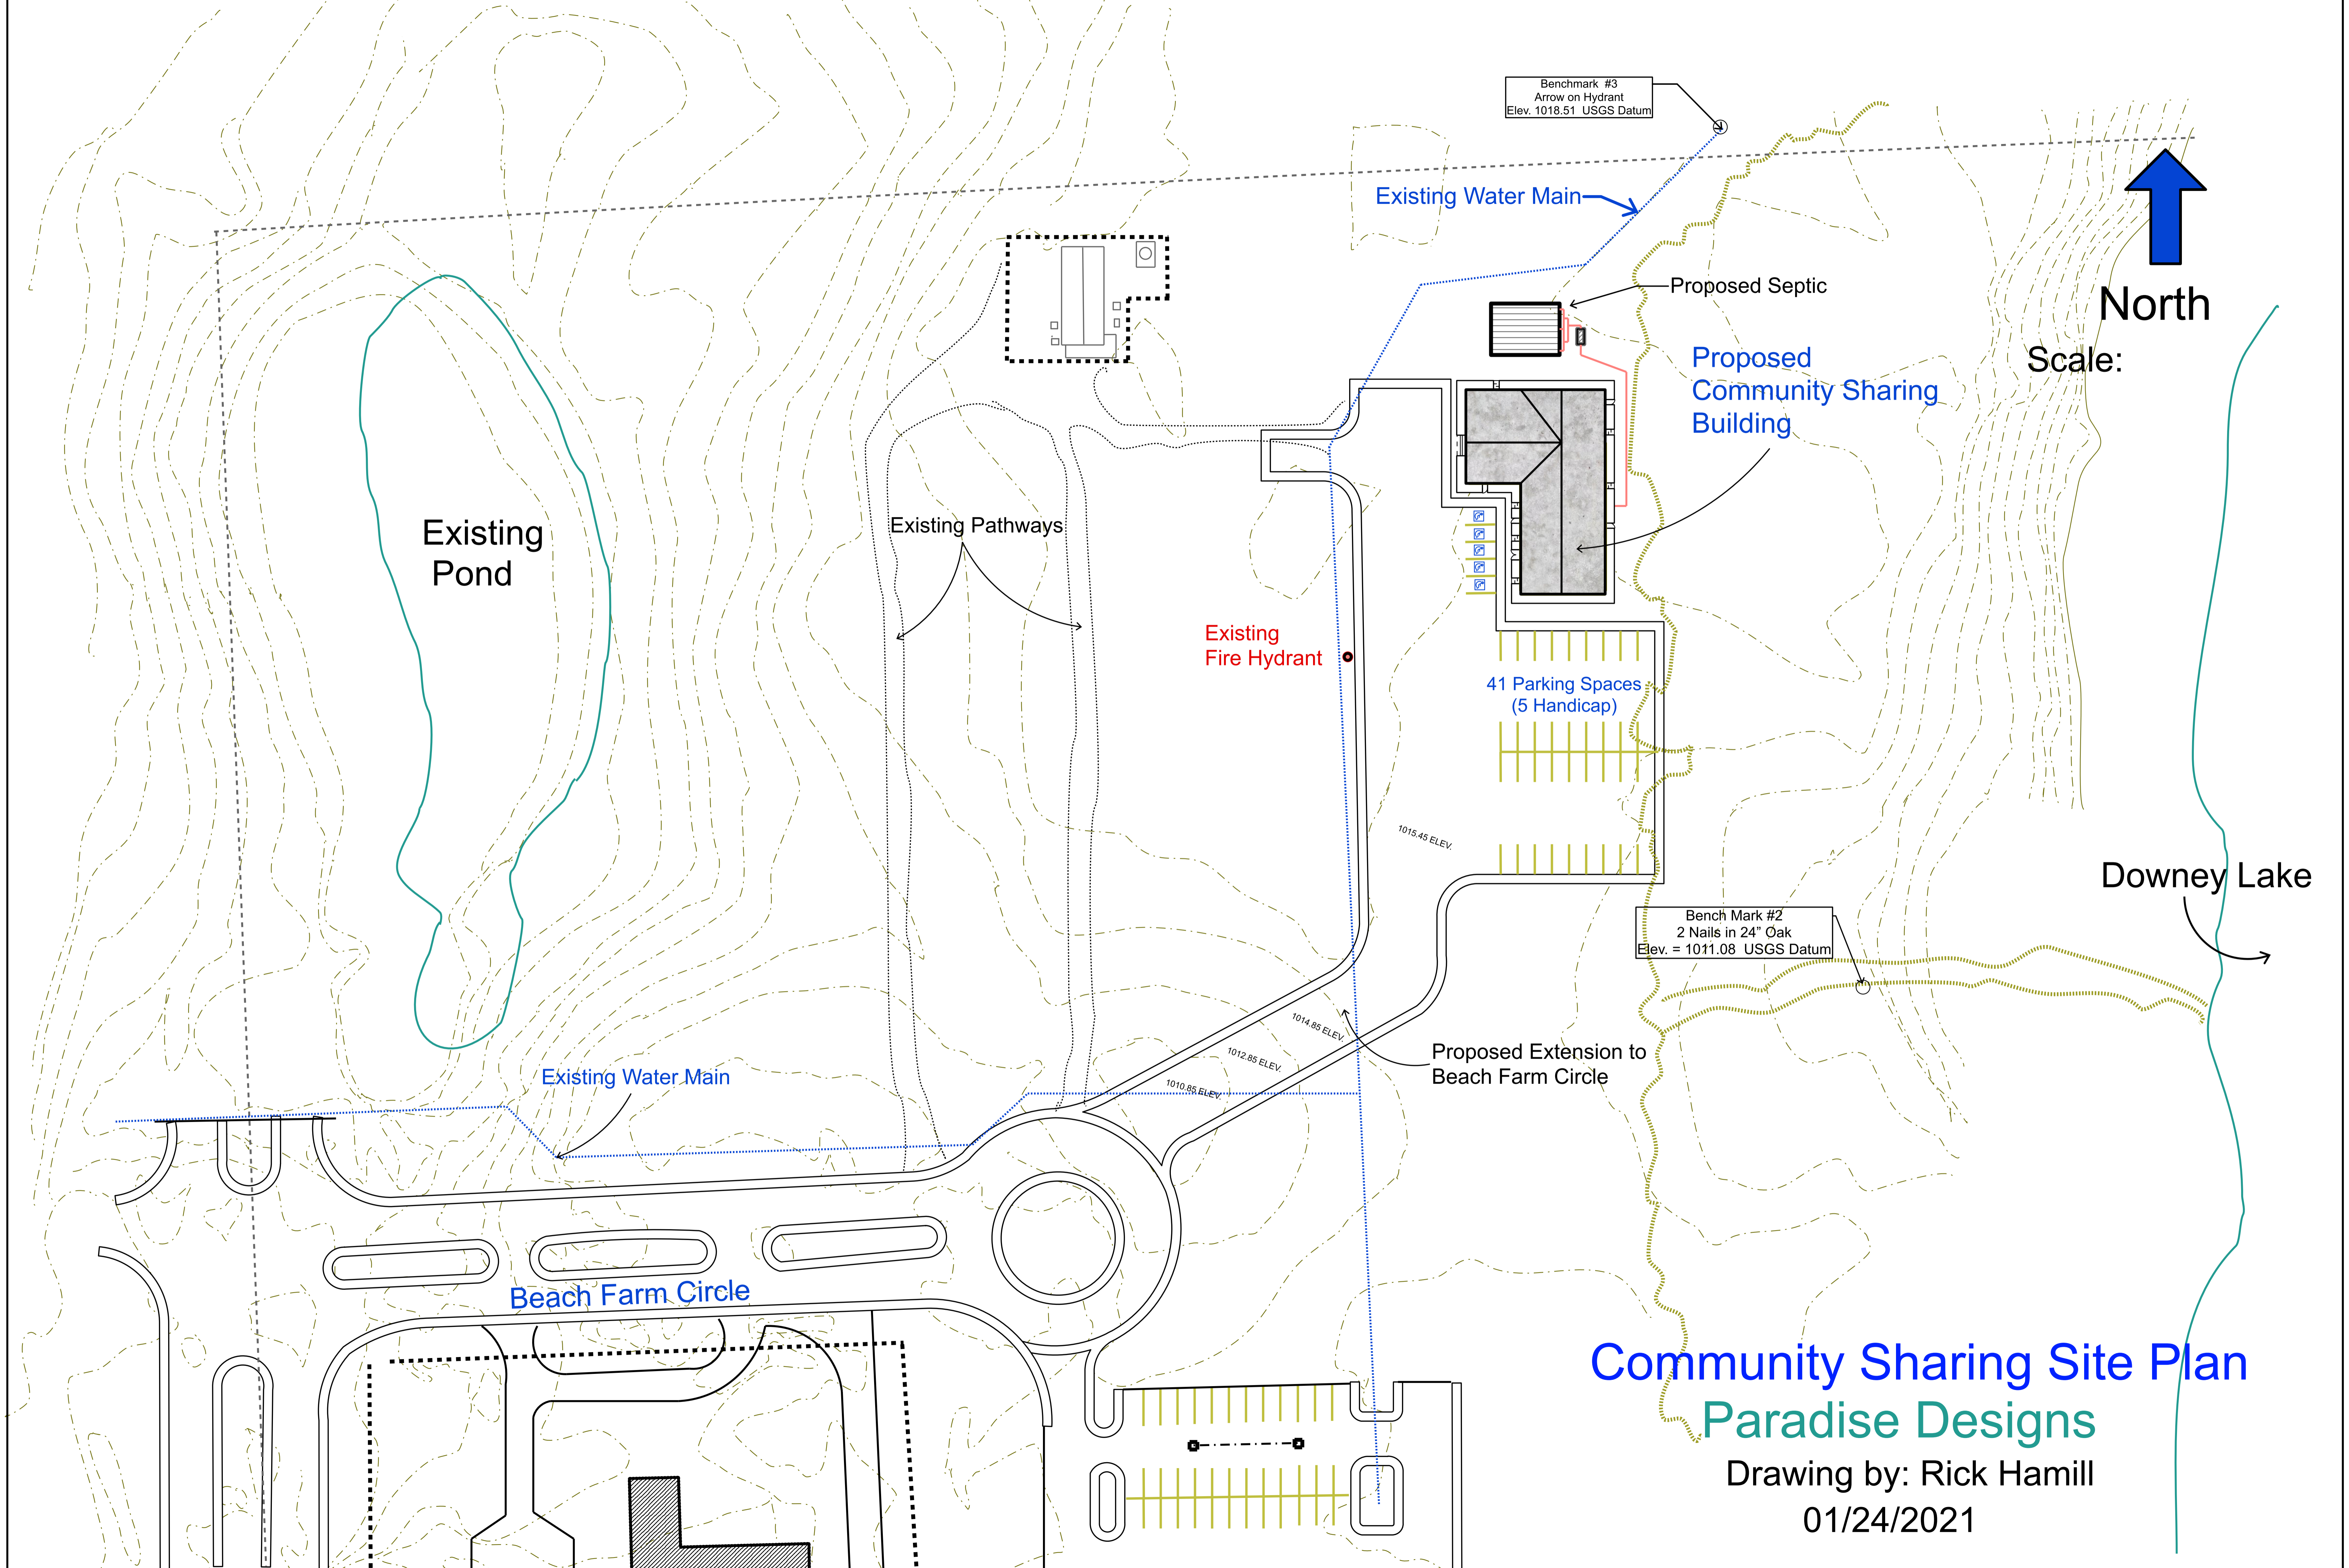 Benchmark  #3
Arrow on Hydrant
Elev. 1018.51  USGS Datum
Existing Water Main
North
Scale:
Proposed Septic
Proposed
Community Sharing
Building
Existing
Pond
Existing Pathways
Existing
Fire Hydrant
41 Parking Spaces
(5 Handicap)
1015.45 ELEV.
Downey Lake
Bench Mark #2
2 Nails in 24” Oak
Elev. = 1011.08  USGS Datum
1014.85 ELEV.
1012.85 ELEV.
1010.85 ELEV.
Proposed Extension to
Beach Farm Circle
Existing Water Main
Beach Farm Circle
Community Sharing Site Plan
Paradise Designs
Drawing by: Rick Hamill
01/24/2021